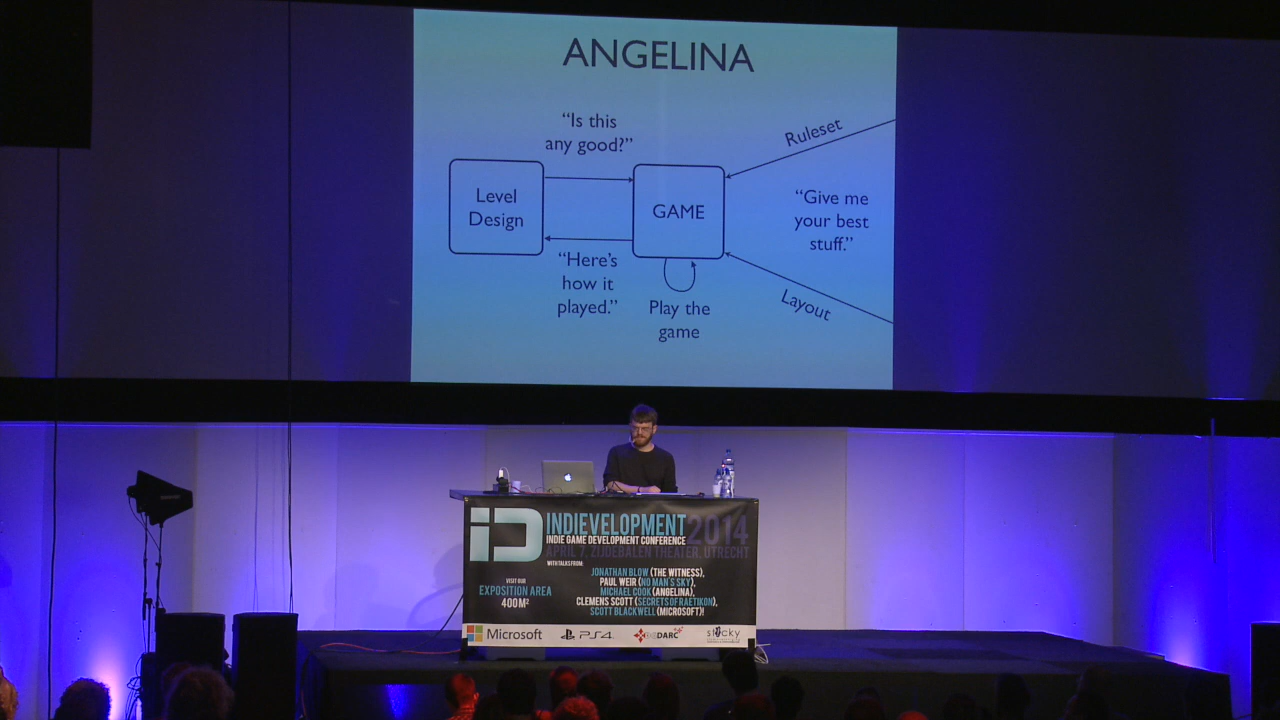 ANGELINA
“Is this
any good?”
Ruleset
Level
Design
GAME
“Give me
your best
stuff.”
“Here’s
how it
played.”
Layout
Play the
game
iD
INDIEVELOPMENT 2014
INDIE GAME DEVELOPMENT CONFERENCE
APRIL 7, ZIJDEBALEN THEATER, UTRECHT
WITH TALKS FROM:
JONATHAN BLOW (THE WITNESS),
PAUL WEIR (NO MAN'S SKY),
MICHAEL COOK (ANGELINA),
CLEMENS SCOTT (SECRETS OF RAETIKON),
SCOTT BLACKWELL (MICROSOFT)!
VISIT OUR
EXPOSITION AREA
400M²
Microsoft
PS4